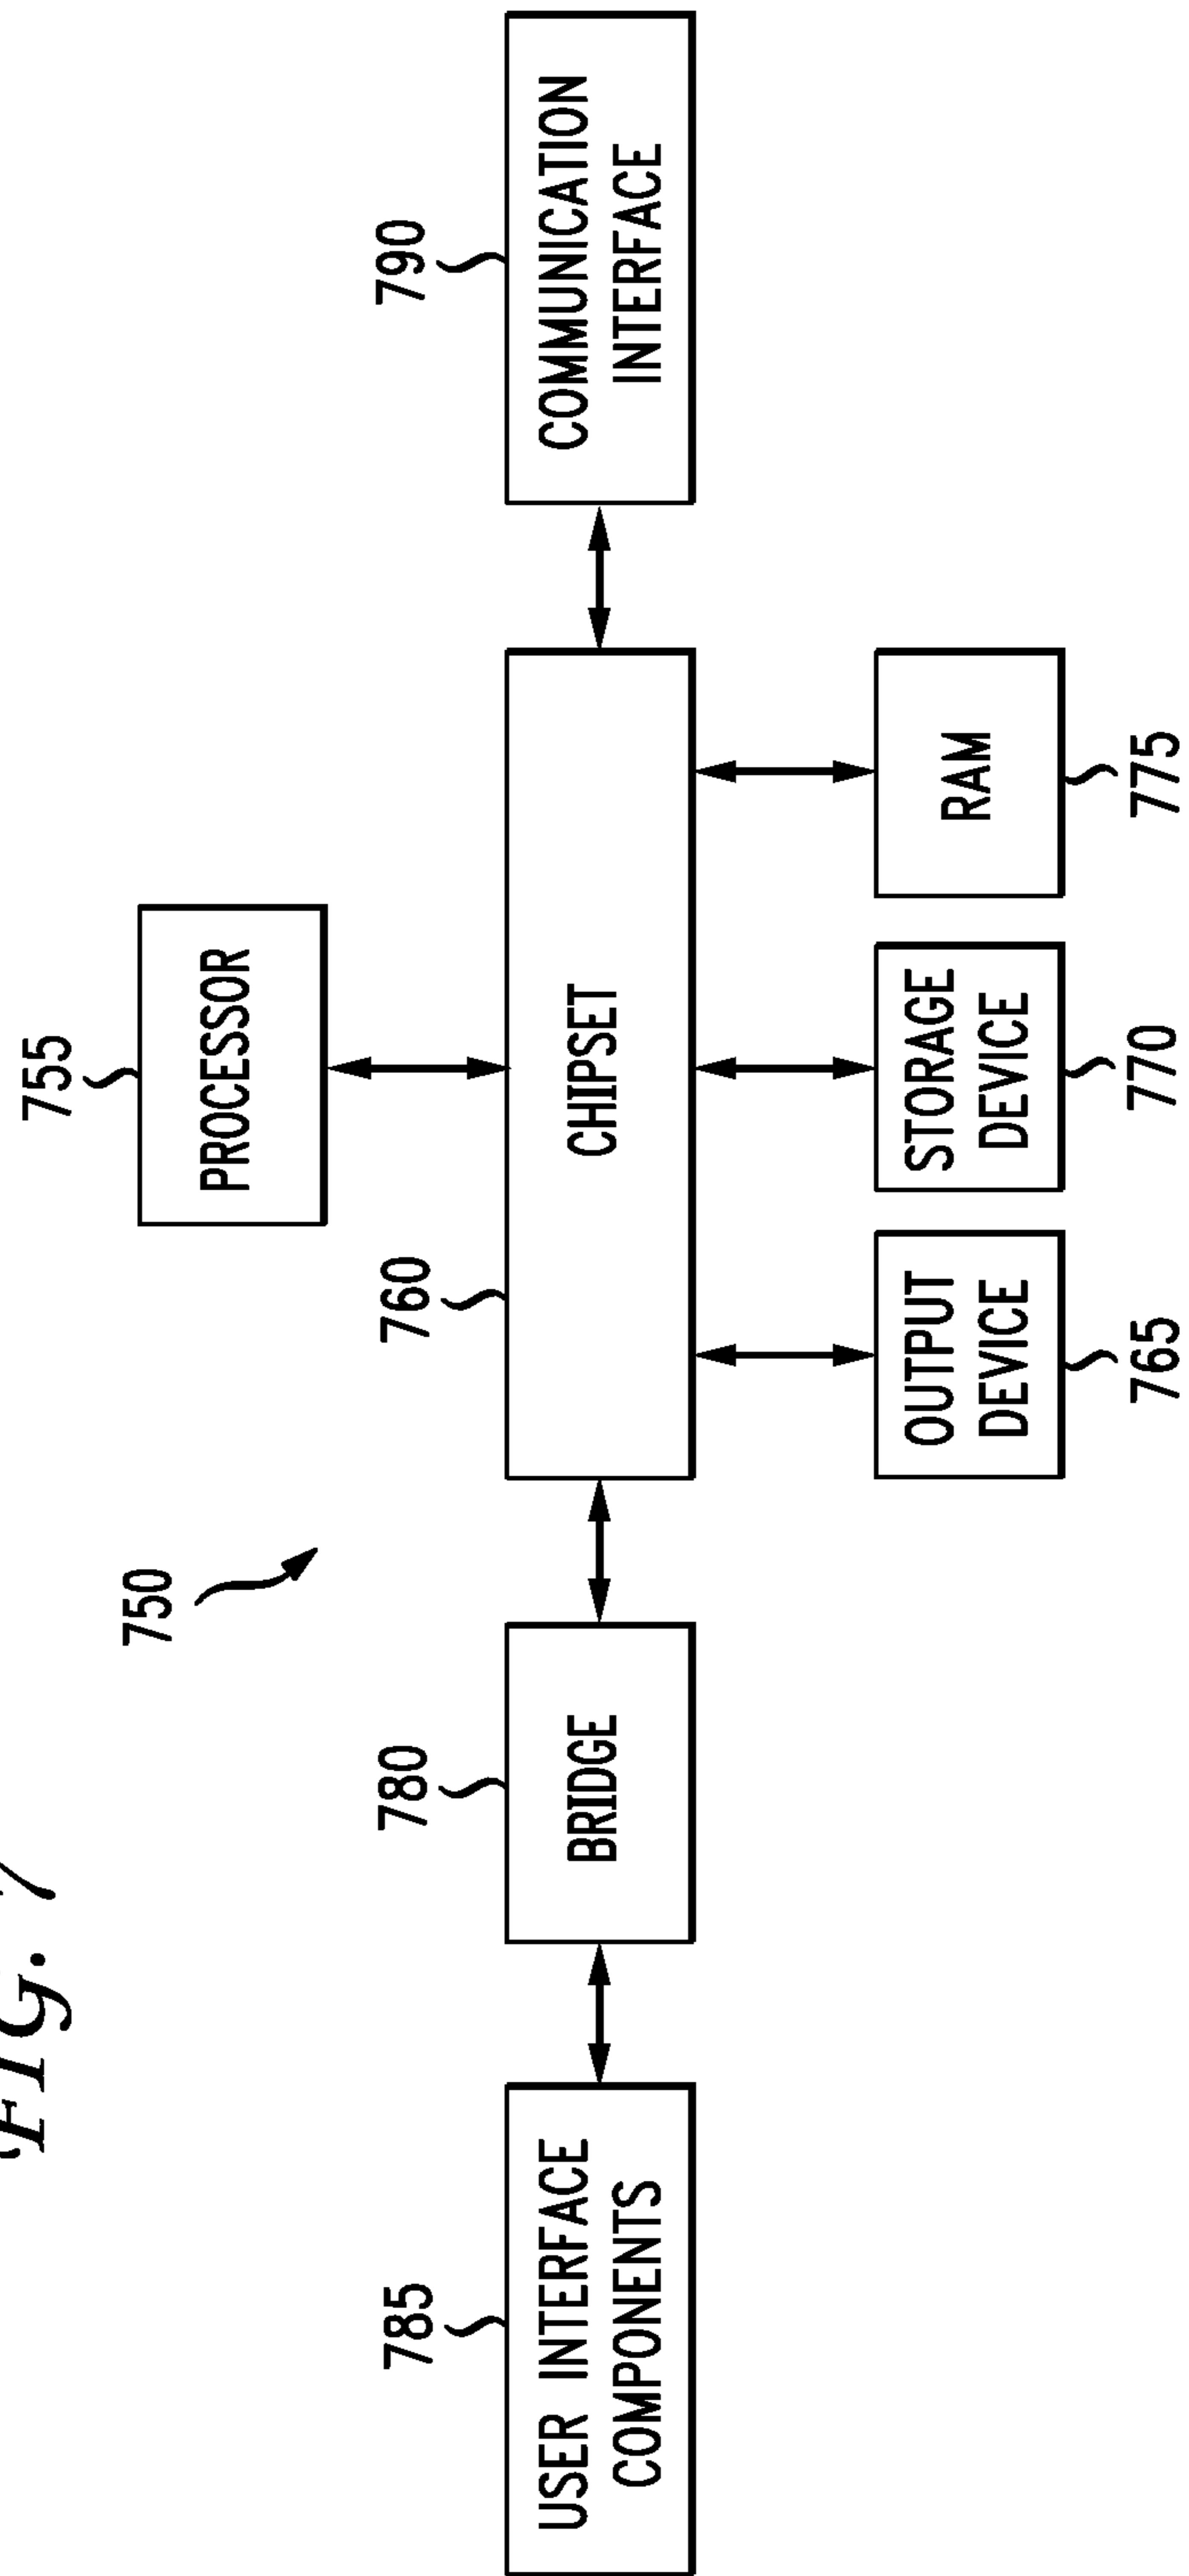 FIG. 7
750
755
PROCESSOR
785
USER INTERFACE
COMPONENTS
780
BRIDGE
760
CHIPSET
790
COMMUNICATION
INTERFACE
OUTPUT
DEVICE
765
STORAGE
DEVICE
770
RAM
775